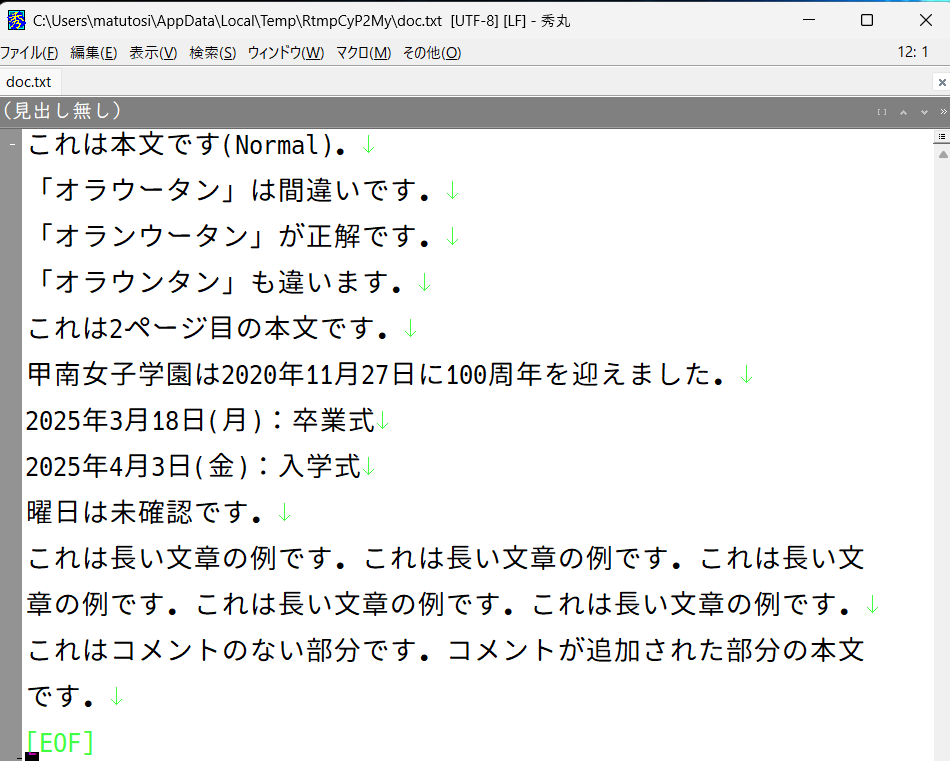 C:\Users\matutosi\AppData\Local\Temp\RtmpCyP2My\doc.txt [UTF-8] [LF] - 秀丸
ファイル(F) 編集(E) 表示(V) 検索(S) ウィンドウ(W) マクロ(M) その他(O) 12: 1
doc.txt
(見出し無し)
これは本文です(Normal)。↓
「オラウータン」は間違いです。↓
「オランウータン」が正解です。↓
「オラウンタン」も違います。↓
これは2ページ目の本文です。↓
甲南女子学園は2020年11月27日に100周年を迎えました。↓
2025年3月18日(月)：卒業式↓
2025年4月3日(金)：入学式↓
曜日は未確認です。↓
これは長い文章の例です。これは長い文章の例です。これは長い文
章の例です。これは長い文章の例です。これは長い文章の例です。↓
これはコメントのない部分です。コメントが追加された部分の本文
です。↓
[EOF]